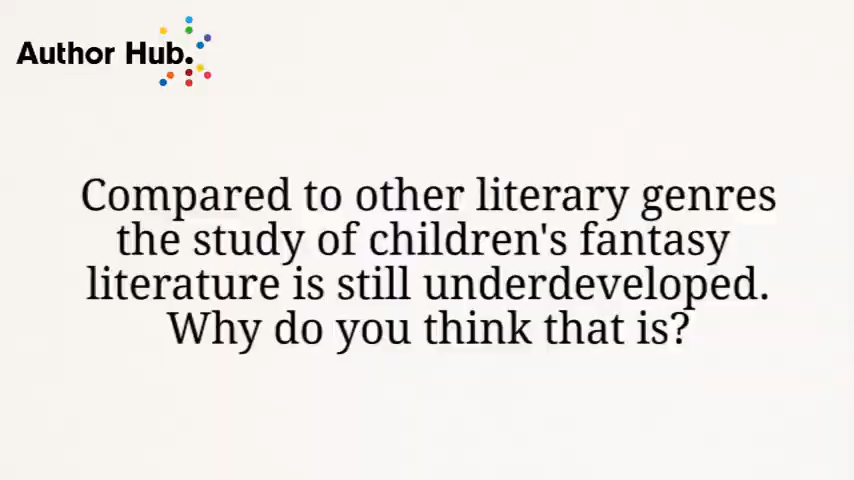 Author Hub.
Compared to other literary genres
the study of children's fantasy
literature is still underdeveloped.
Why do you think that is?